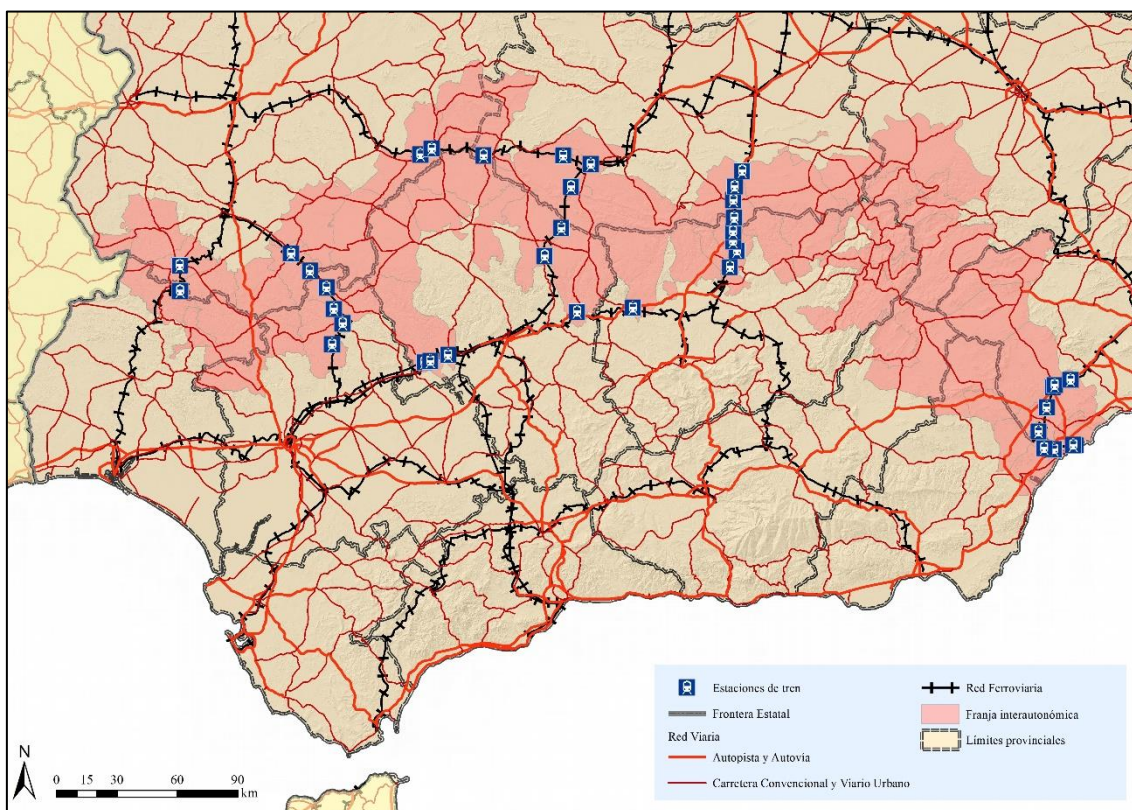 N
0 15 30 60 90
km
Estaciones de tren
Frontera Estatal
Red Viaria
Autopista y Autovía
Carretera Convencional y Viario Urbano
Red Ferroviaria
Franja interautonómica
Límites provinciales